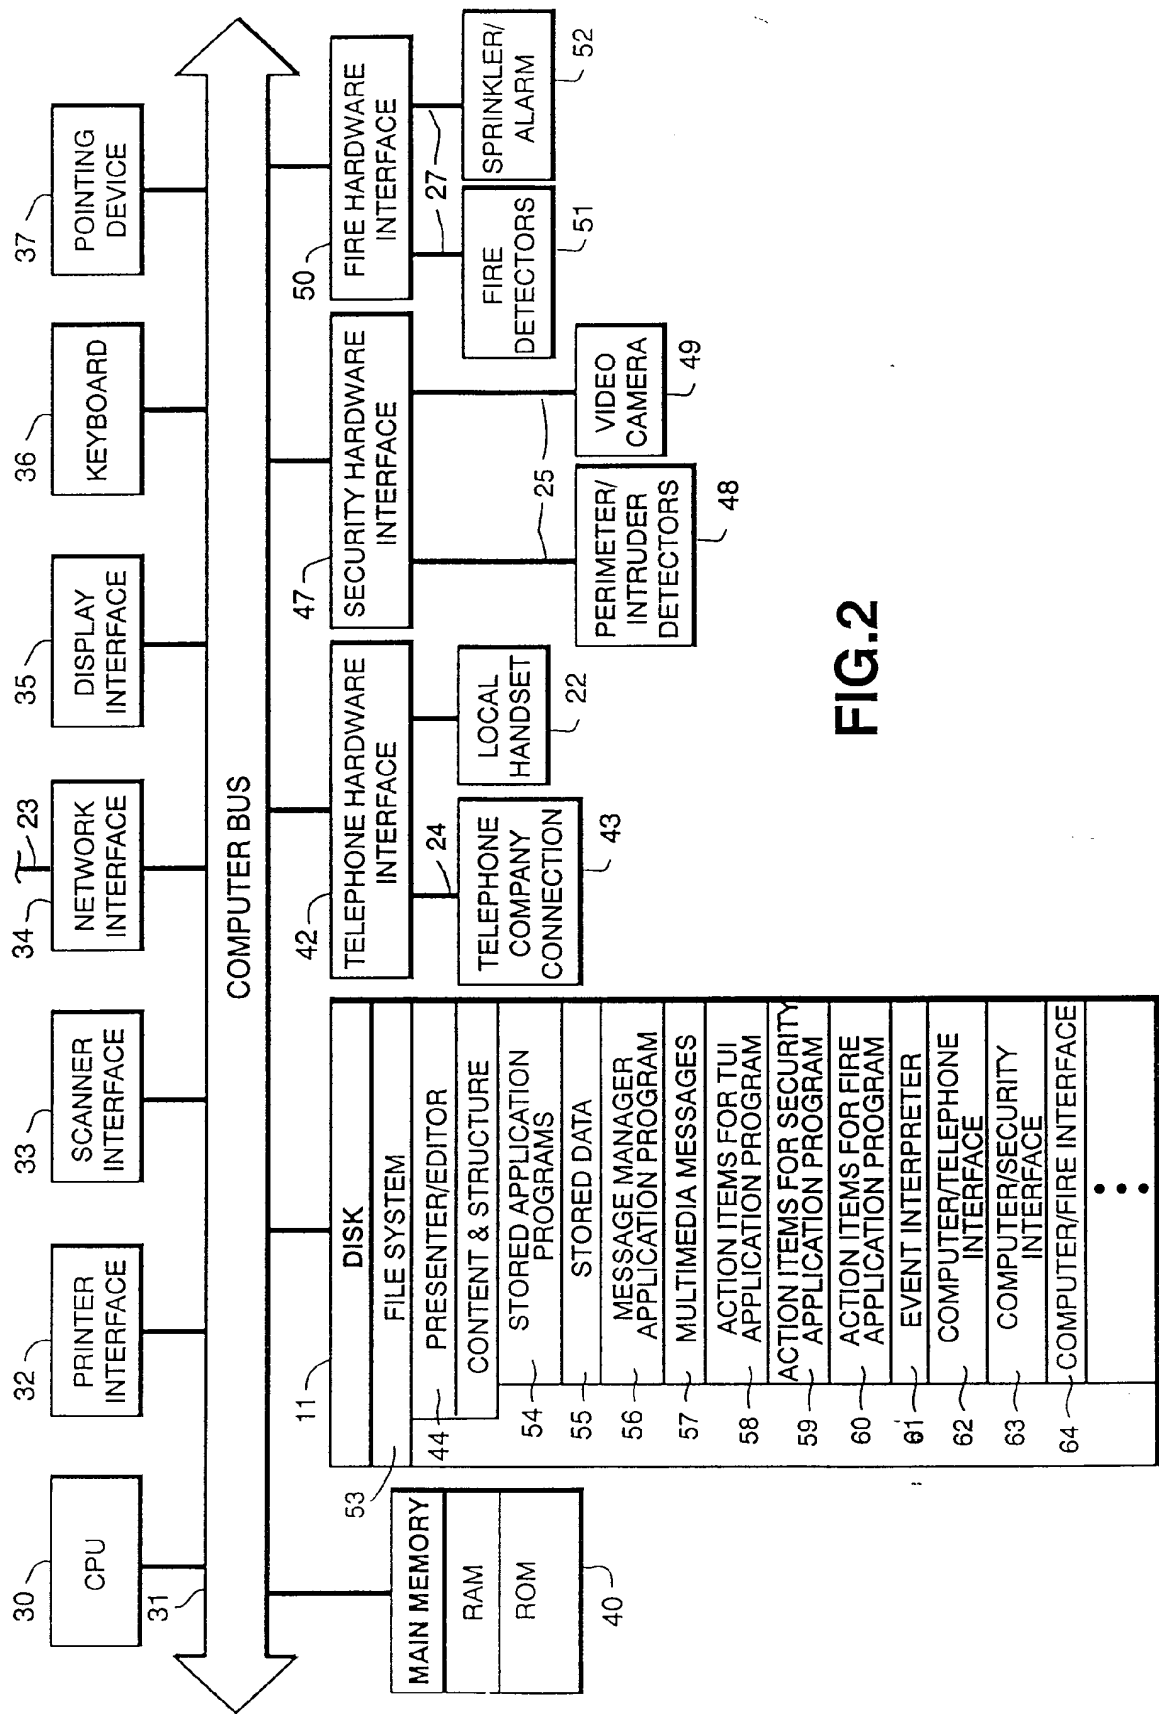 30
CPU
31
32
PRINTER
INTERFACE
33
SCANNER
INTERFACE
34
23
NETWORK
INTERFACE
35
DISPLAY
INTERFACE
36
KEYBOARD
37
POINTING
DEVICE
COMPUTER BUS
MAIN MEMORY
RAM
ROM
40
11
DISK
53
FILE SYSTEM
44
PRESENTER/EDITOR
CONTENT & STRUCTURE
54
STORED APPLICATION
PROGRAMS
55
STORED DATA
56
MESSAGE MANAGER
APPLICATION PROGRAM
57
MULTIMEDIA MESSAGES
58
ACTION ITEMS FOR TUI
APPLICATION PROGRAM
59
ACTION ITEMS FOR SECURITY
APPLICATION PROGRAM
60
ACTION ITEMS FOR FIRE
APPLICATION PROGRAM
61
EVENT INTERPRETER
62
COMPUTER/TELEPHONE
INTERFACE
63
COMPUTER/SECURITY
INTERFACE
64
COMPUTER/FIRE INTERFACE
42
TELEPHONE HARDWARE
INTERFACE
24
TELEPHONE
COMPANY
CONNECTION
43
LOCAL
HANDSET
22
47
SECURITY HARDWARE
INTERFACE
25
PERIMETER/
INTRUDER
DETECTORS
48
VIDEO
CAMERA
49
50
FIRE HARDWARE
INTERFACE
27
FIRE
DETECTORS
51
SPRINKLER/
ALARM
52
FIG.2